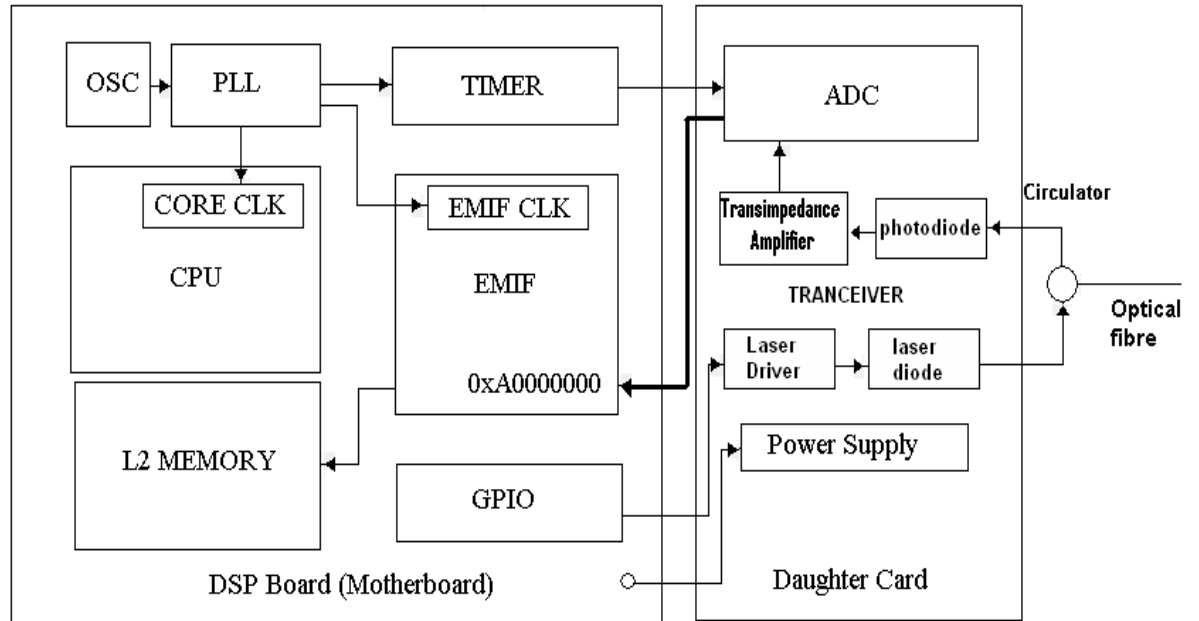 OSC
PLL
TIMER
ADC
CORE CLK
CPU
EMIF CLK
EMIF
0xA0000000
Transimpedance
Amplifier
photodiode
Circulator
TRANCEIVER
Optical
fibre
Laser
Driver
laser
diode
L2 MEMORY
GPIO
Power Supply
DSP Board (Motherboard)
Daughter Card